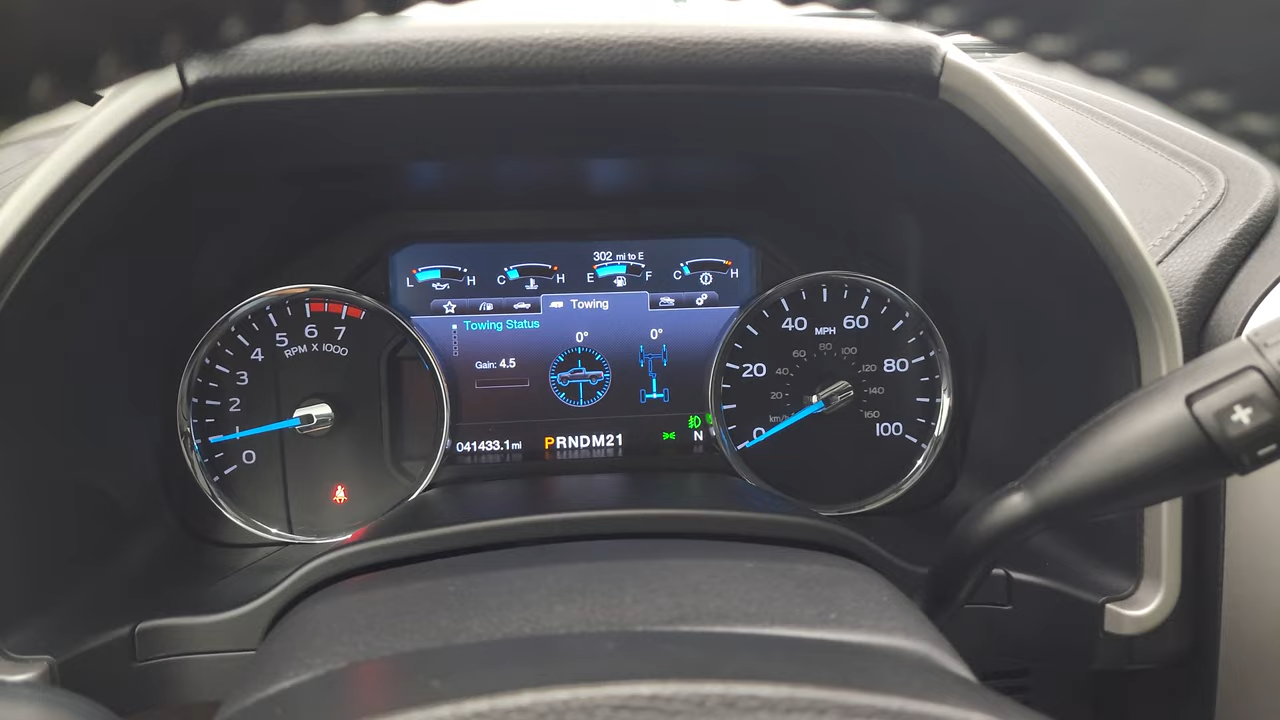 302 mi to E
L H C H E F C H
Towing
Towing Status
Gain: 4.5
0°
0°
041433.1 mi
PRNDM21
N
0
1
2
3
4
5
6
7
RPM X 1000
0
20
40
60
80
100
MPH
20
40
60
80
100
120
140
160
km/h
+